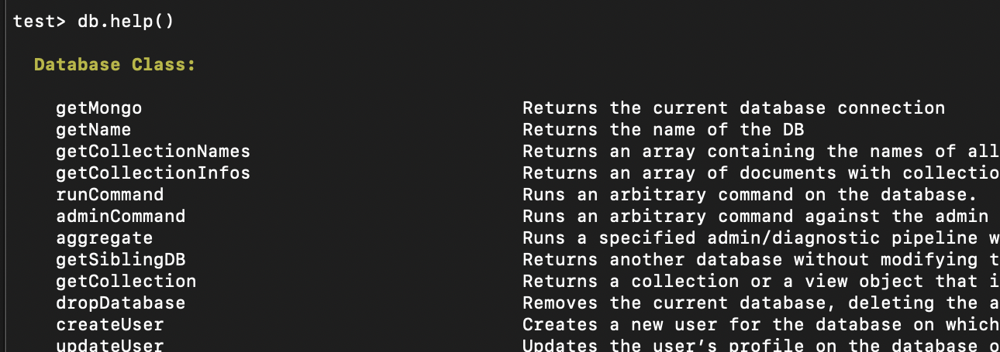 test> db.help()
Database Class:
getMongo Returns the current database connection
getName Returns the name of the DB
getCollectionNames Returns an array containing the names of all
getCollectionInfos Returns an array of documents with collectio
runCommand Runs an arbitrary command on the database.
adminCommand Runs an arbitrary command against the admin
aggregate Runs a specified admin/diagnostic pipeline w
getSiblingDB Returns another database without modifying t
getCollection Returns a collection or a view object that i
dropDatabase Removes the current database, deleting the a
createUser Creates a new user for the database on which
updateUser Updates the user’s profile on the database o